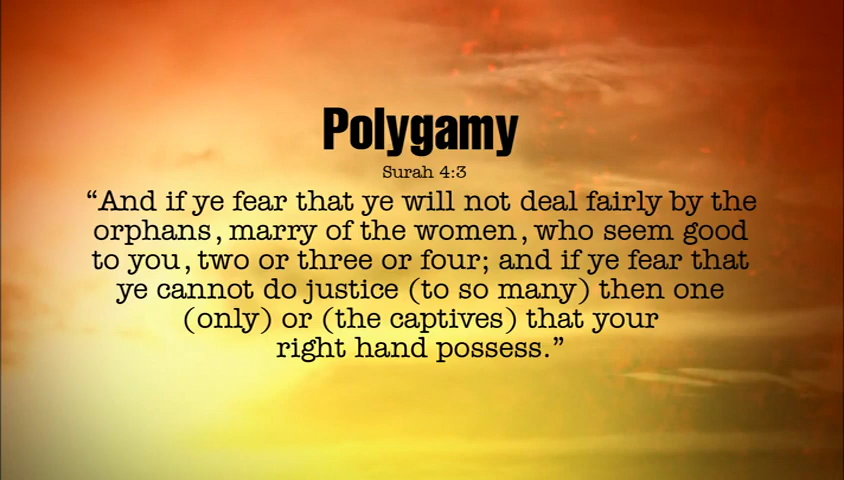 Polygamy
Surah 4:3
“And if ye fear that ye will not deal fairly by the
orphans, marry of the women, who seem good
to you, two or three or four; and if ye fear that
ye cannot do justice (to so many) then one
(only) or (the captives) that your
right hand possess.”